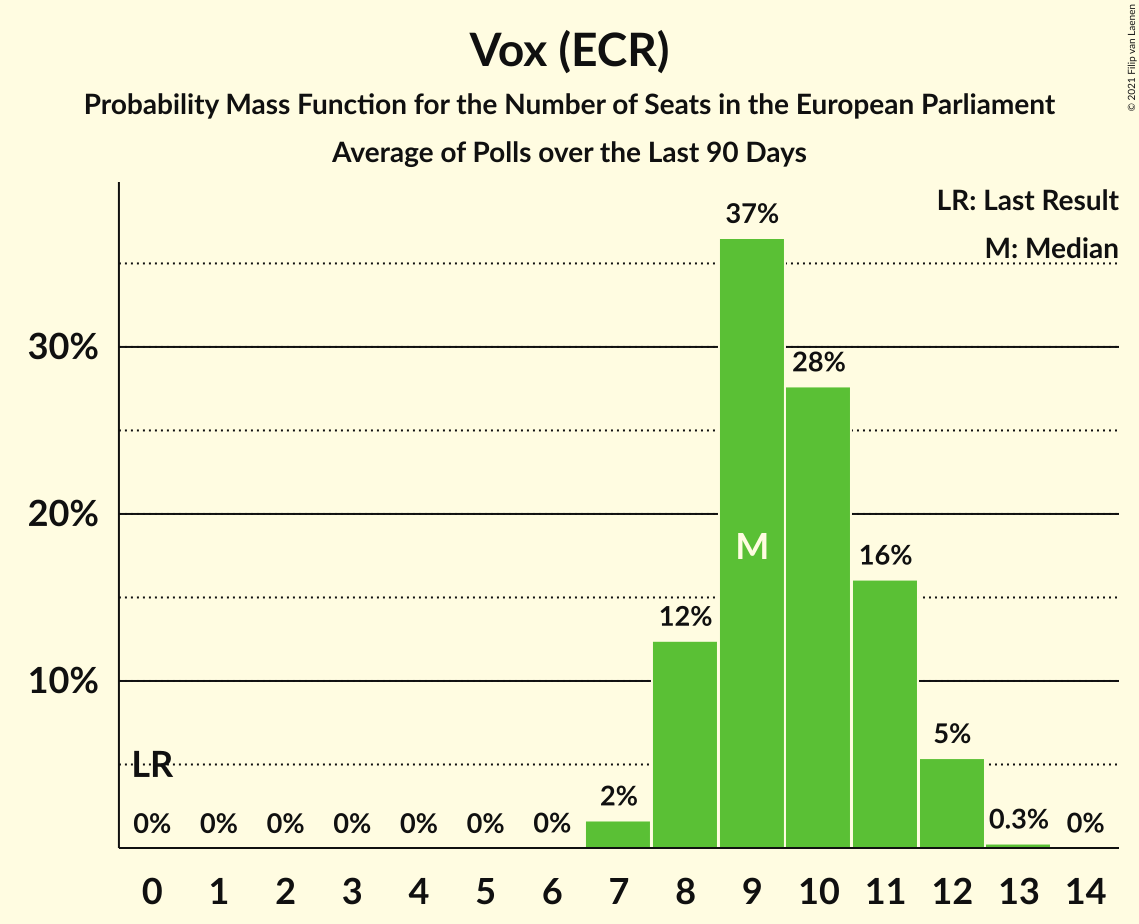 Vox (ECR)
Probability Mass Function for the Number of Seats in the European Parliament
Average of Polls over the Last 90 Days
© 2021 Filip van Laenen
LR: Last Result
M: Median
37%
30%
28%
20%
M
16%
12%
10%
5%
LR
2%
0% 0% 0% 0% 0% 0% 0% 0.3% 0%
0 1 2 3 4 5 6 7 8 9 10 11 12 13 14